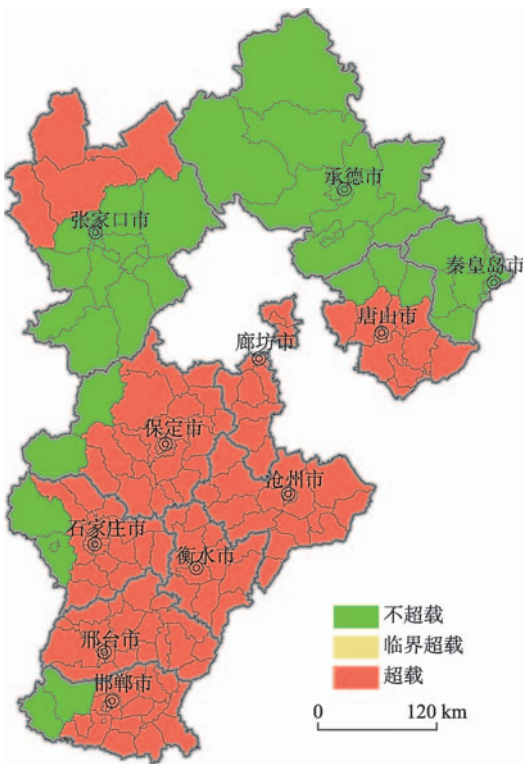 承德市
张家口市
秦皇岛市
唐山市
廊坊市
保定市
沧州市
石家庄市
衡水市
不超载
临界超载
邢台市
超载
邯郸市
0 120 km